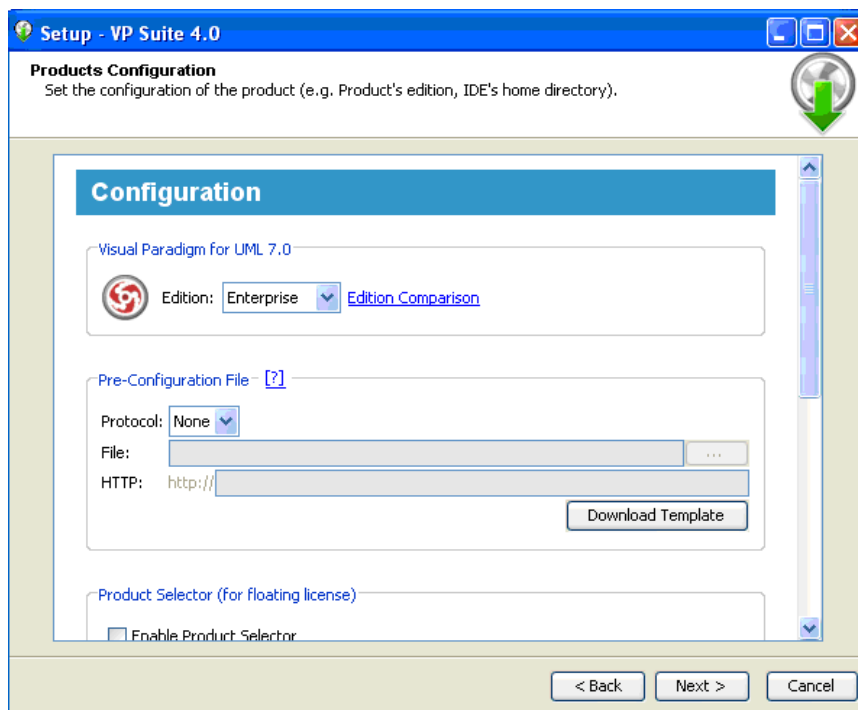 Setup - VP Suite 4.0
Products Configuration
Set the configuration of the product (e.g. Product's edition, IDE's home directory).
Configuration
Visual Paradigm for UML 7.0
Edition: Enterprise Edition Comparison
Pre-Configuration File [?]
Protocol: None
File: ...
HTTP: http://
Download Template
Product Selector (for floating license)
Enable Product Selector
< Back Next > Cancel